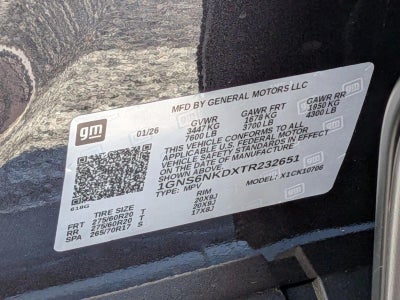 MFD BY GENERAL MOTORS LLC
gm 01/26 GVWR GAWR FRT GAWR RR
3447 KG 1678 KG 1950 KG
7600 LB 3700 LB 4300 LB
THIS VEHICLE CONFORMS TO ALL
APPLICABLE U.S. FEDERAL MOTOR
VEHICLE SAFETY STANDARDS IN EFFECT
ON THE DATE OF MANUFACTURE
SHOWN ABOVE.
1GNS6NKDXTR232651
TYPE: MPV MODEL: X1CK10706
618G
TIRE SIZE RIM
FRT 275/60R20 T 20X9J
RR 275/60R20 T 20X9J
SPA 265/70R17 S 17X8J